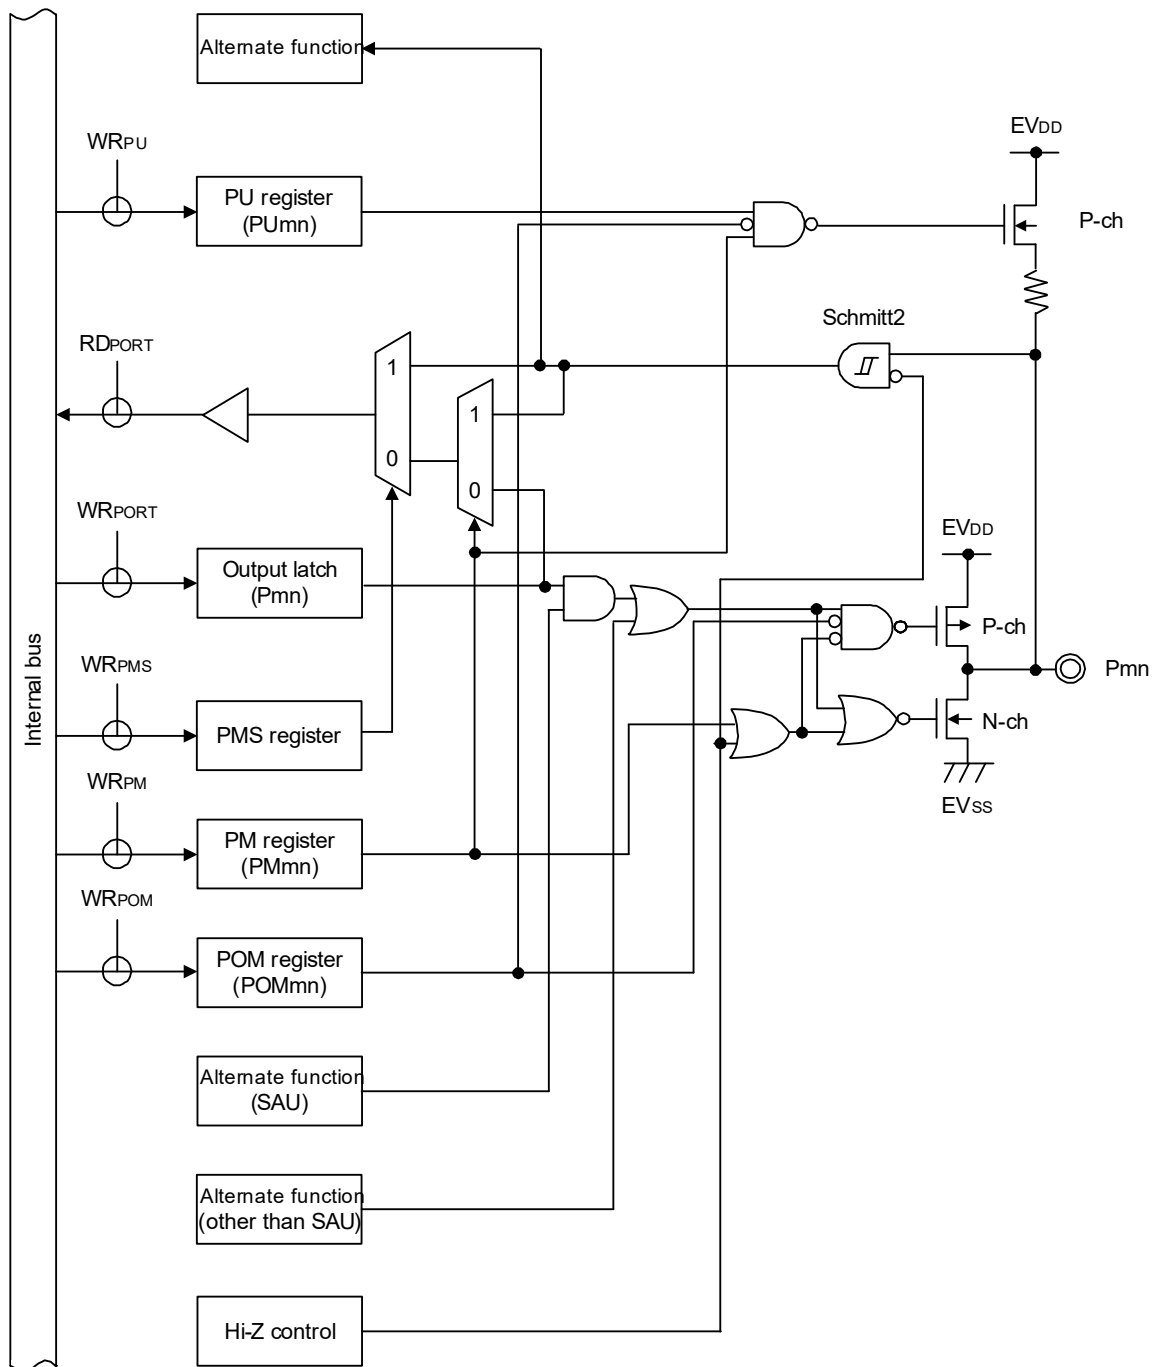 Alternate function
WRPU
EVDD
PU register
(PUmn)
P-ch
Schmitt2
RDPORT
1
1
0
0
WRPORT
EVDD
Output latch
(Pmn)
P-ch
WRPMS
Pmn
Internal bus
PMS register
N-ch
WRPM
EVSS
PM register
(PMmn)
WRPOM
POM register
(POMmn)
Alternate function
(SAU)
Alternate function
(other than SAU)
Hi-Z control